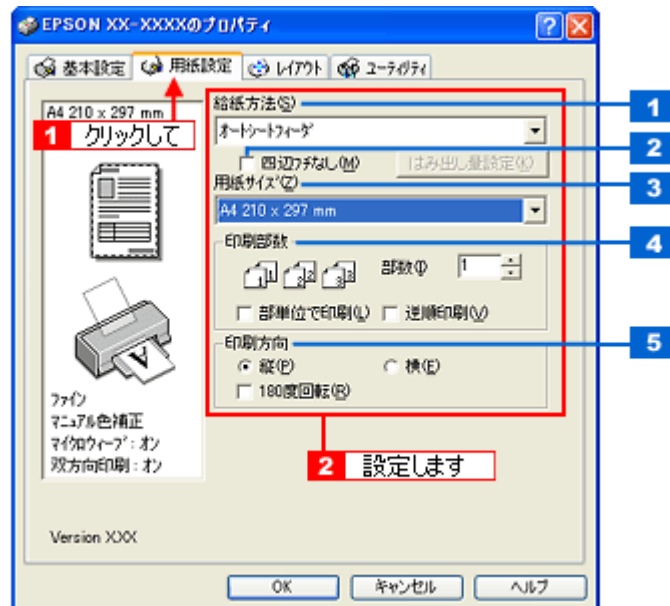 EPSON XX-XXXXのプロパティ
基本設定 用紙設定 レイアウト ユーティリティ
A4 210 x 297 mm
1 クリックして
給紙方法(S)
1
オートシートフィーダ
四辺フチなし(M) はみ出し量設定(K)
2
用紙サイズ(Z)
3
A4 210 x 297 mm
印刷部数
4
部数(I) 1
部単位で印刷(L) 逆順印刷(V)
印刷方向
5
縦(P) 横(E)
180度回転(R)
ファイン
マニュアル色補正
マイクロウィーブ：オン
双方向印刷：オン
2 設定します
Version XXX
OK キャンセル ヘルプ